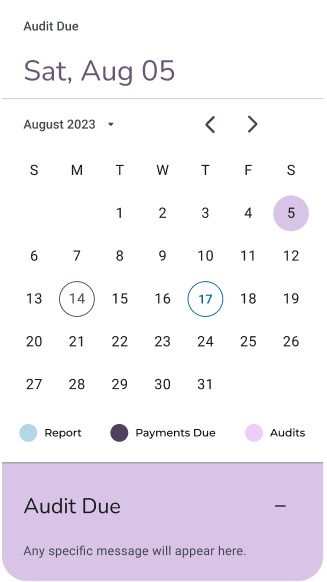 Audit Due
Sat, Aug 05
August 2023
S M T W T F S
1 2 3 4 5
6 7 8 9 10 11 12
13 14 15 16 17 18 19
20 21 22 23 24 25 26
27 28 29 30 31
Report Payments Due Audits
Audit Due
Any specific message will appear here.